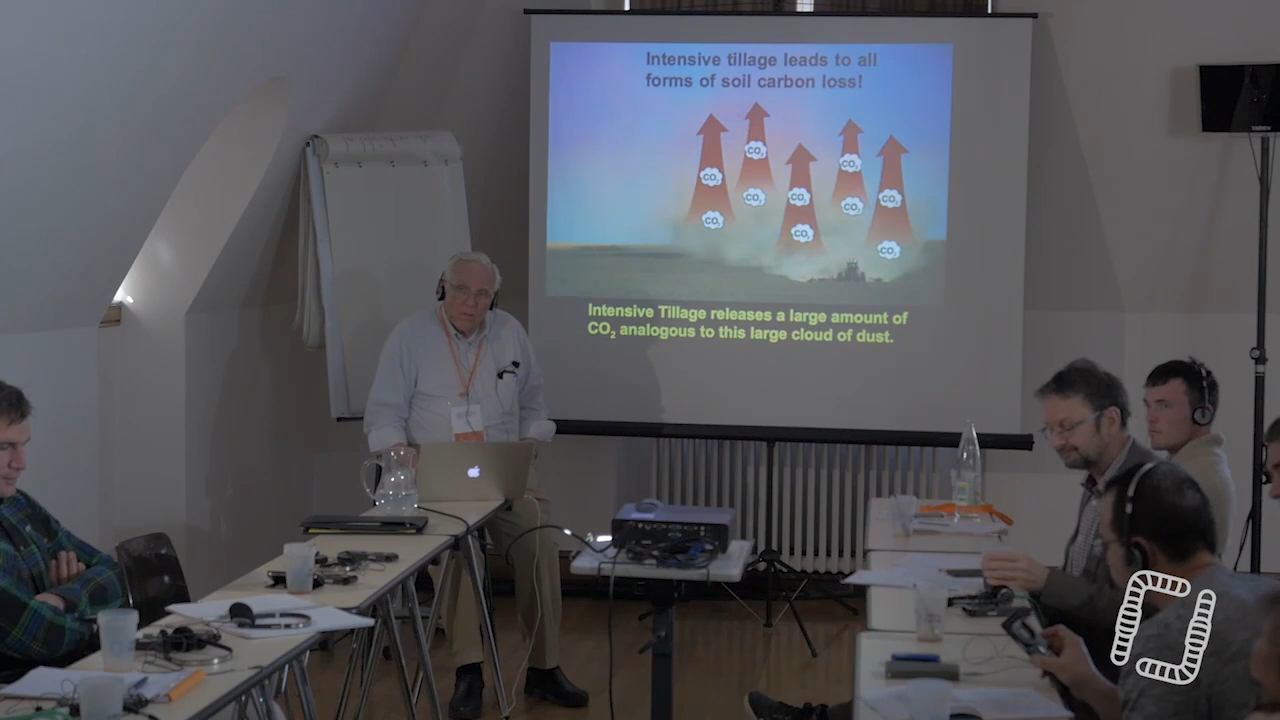 Intensive tillage leads to all
forms of soil carbon loss!
CO₂ CO₂ CO₂ CO₂ CO₂
CO₂ CO₂ CO₂ CO₂ CO₂
Intensive Tillage releases a large amount of
CO₂ analogous to this large cloud of dust.